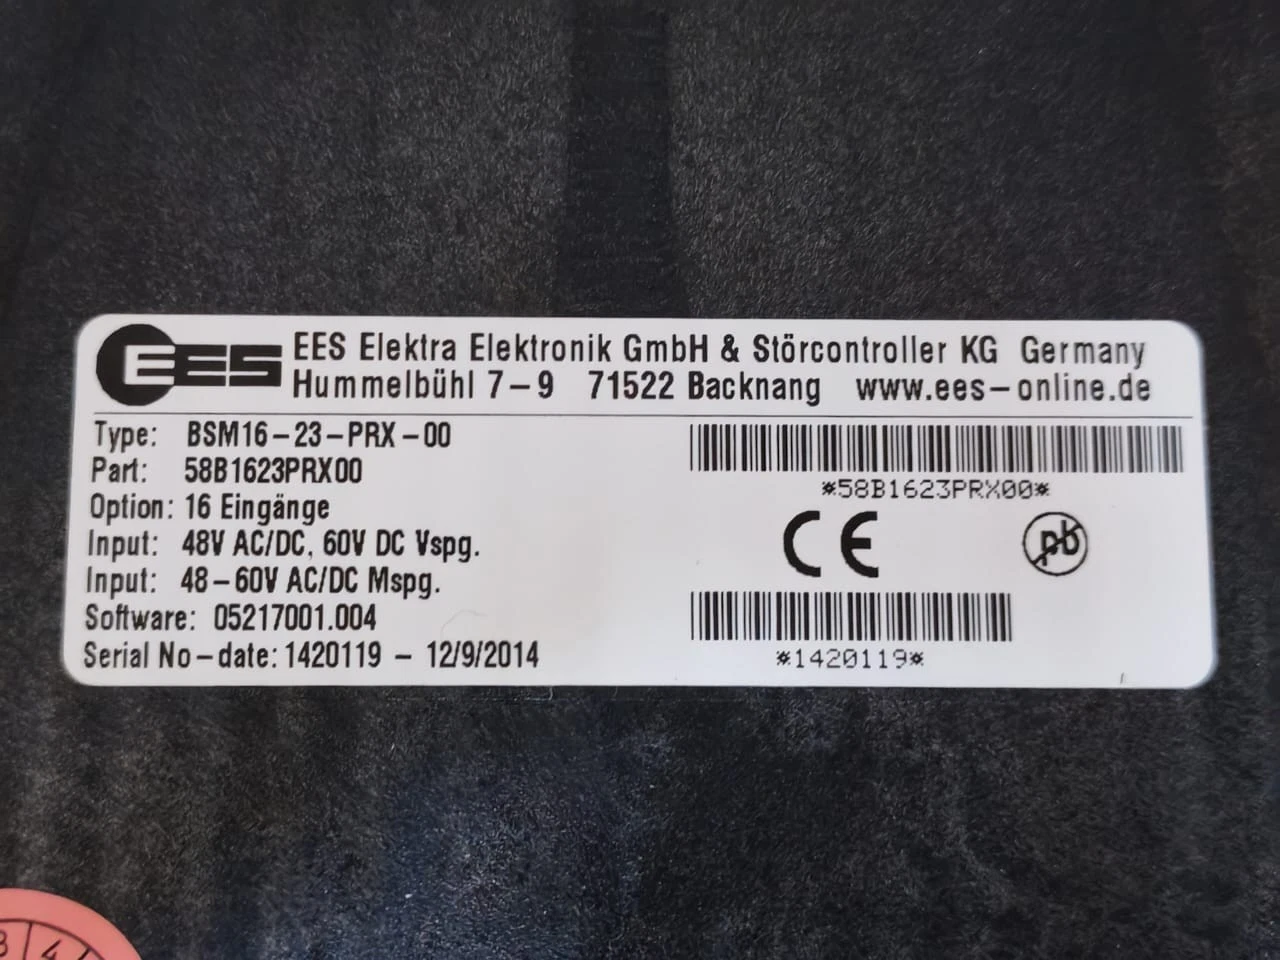 EES EES Elektra Elektronik GmbH & Störcontroller KG Germany
Hummelbühl 7-9 71522 Backnang www.ees-online.de
Type: BSM16-23-PRX-00
Part: 58B1623PRX00
*58B1623PRX00*
Option: 16 Eingänge
Input: 48V AC/DC, 60V DC Vspg.
CE pb
Input: 48-60V AC/DC Mspg.
Software: 05217001.004
Serial No-date: 1420119 - 12/9/2014
*1420119*
3 4